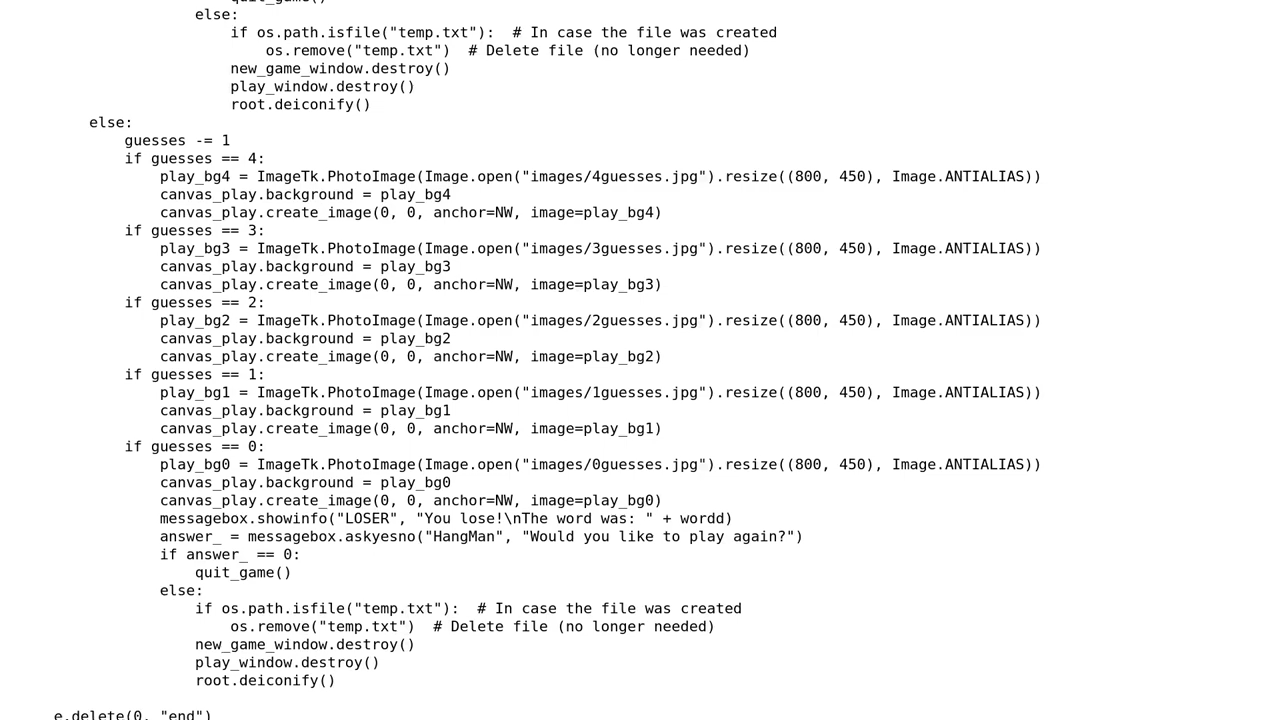 quit_game()
else:
if os.path.isfile("temp.txt"):  # In case the file was created
os.remove("temp.txt")  # Delete file (no longer needed)
new_game_window.destroy()
play_window.destroy()
root.deiconify()
else:
guesses -= 1
if guesses == 4:
play_bg4 = ImageTk.PhotoImage(Image.open("images/4guesses.jpg").resize((800, 450), Image.ANTIALIAS))
canvas_play.background = play_bg4
canvas_play.create_image(0, 0, anchor=NW, image=play_bg4)
if guesses == 3:
play_bg3 = ImageTk.PhotoImage(Image.open("images/3guesses.jpg").resize((800, 450), Image.ANTIALIAS))
canvas_play.background = play_bg3
canvas_play.create_image(0, 0, anchor=NW, image=play_bg3)
if guesses == 2:
play_bg2 = ImageTk.PhotoImage(Image.open("images/2guesses.jpg").resize((800, 450), Image.ANTIALIAS))
canvas_play.background = play_bg2
canvas_play.create_image(0, 0, anchor=NW, image=play_bg2)
if guesses == 1:
play_bg1 = ImageTk.PhotoImage(Image.open("images/1guesses.jpg").resize((800, 450), Image.ANTIALIAS))
canvas_play.background = play_bg1
canvas_play.create_image(0, 0, anchor=NW, image=play_bg1)
if guesses == 0:
play_bg0 = ImageTk.PhotoImage(Image.open("images/0guesses.jpg").resize((800, 450), Image.ANTIALIAS))
canvas_play.background = play_bg0
canvas_play.create_image(0, 0, anchor=NW, image=play_bg0)
messagebox.showinfo("LOSER", "You lose!\nThe word was: " + wordd)
answer_ = messagebox.askyesno("HangMan", "Would you like to play again?")
if answer_ == 0:
quit_game()
else:
if os.path.isfile("temp.txt"):  # In case the file was created
os.remove("temp.txt")  # Delete file (no longer needed)
new_game_window.destroy()
play_window.destroy()
root.deiconify()
e.delete(0, "end")